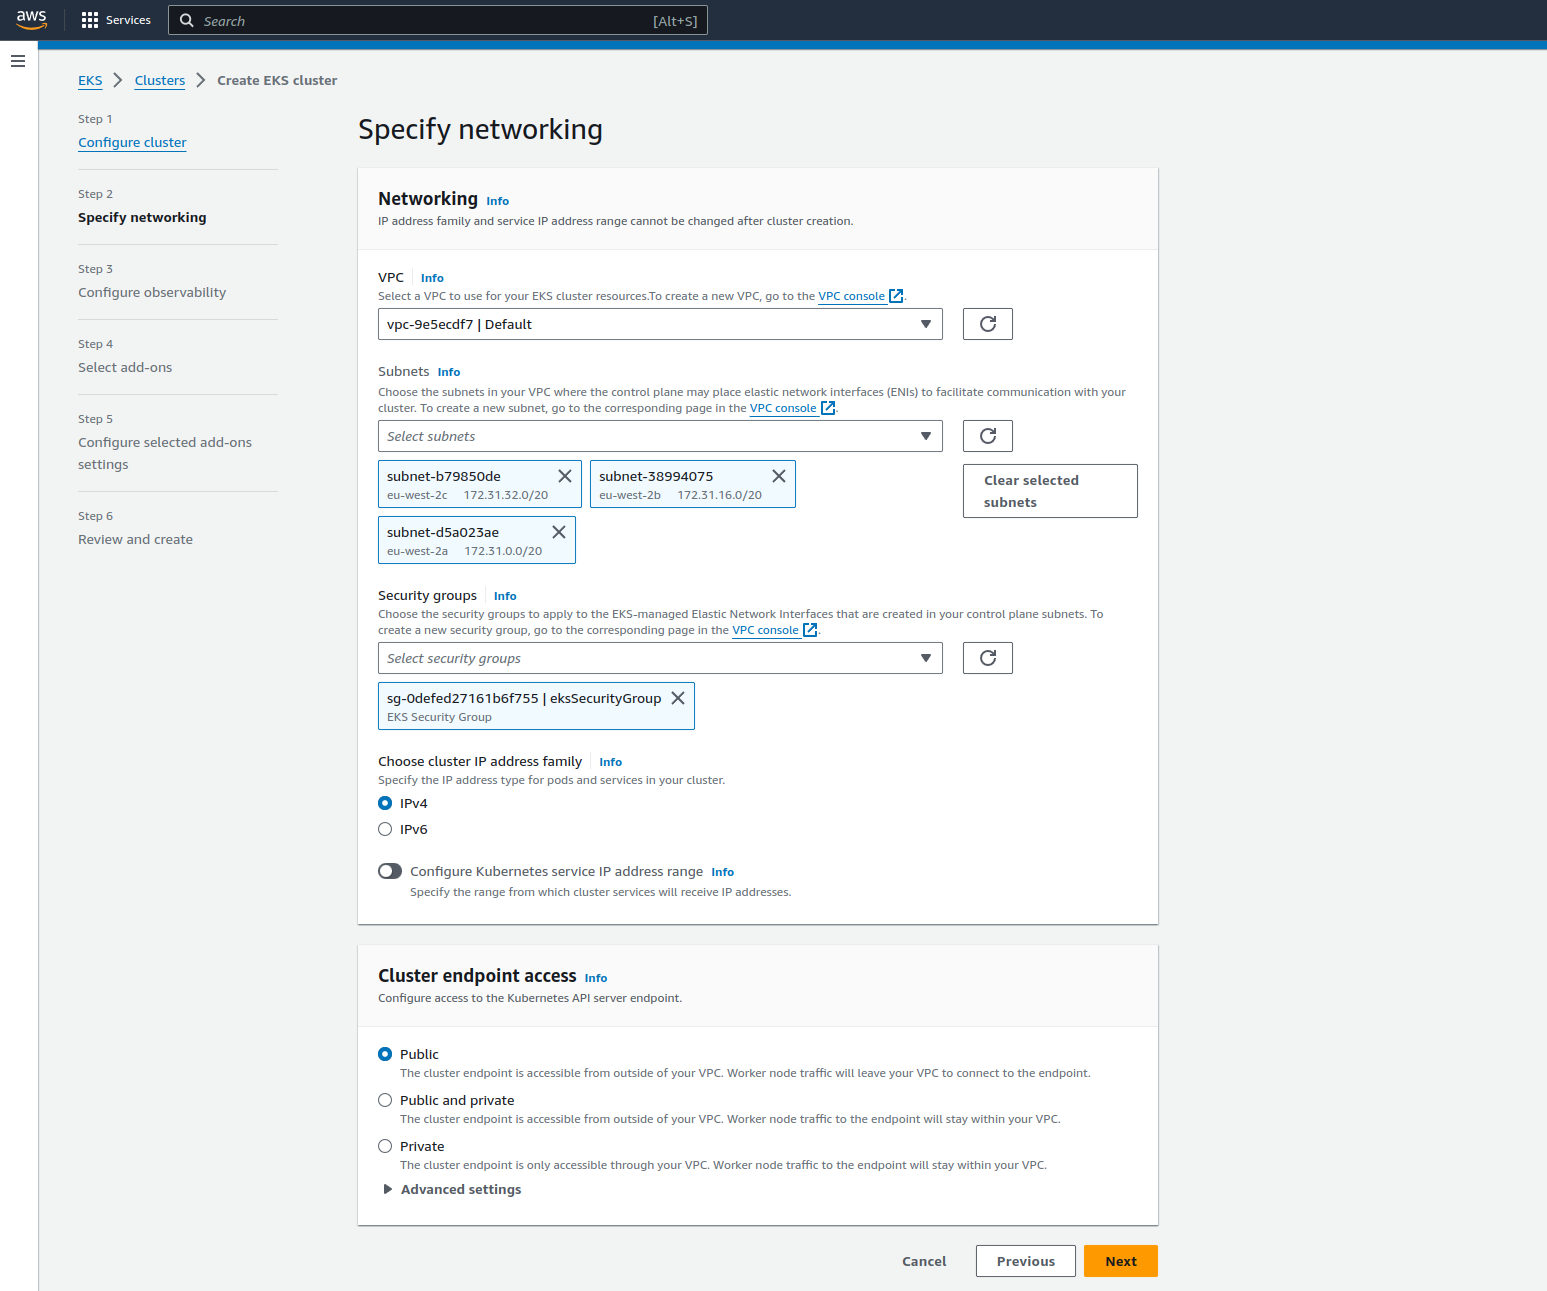 aws
Services
Search
[Alt+S]
EKS
Clusters
Create EKS cluster
Step 1
Configure cluster
Step 2
Specify networking
Step 3
Configure observability
Step 4
Select add-ons
Step 5
Configure selected add-ons
settings
Step 6
Review and create
Specify networking
Networking Info
IP address family and service IP address range cannot be changed after cluster creation.
VPC Info
Select a VPC to use for your EKS cluster resources.To create a new VPC, go to the VPC console.
vpc-9e5ecdf7 | Default
Subnets Info
Choose the subnets in your VPC where the control plane may place elastic network interfaces (ENIs) to facilitate communication with your
cluster. To create a new subnet, go to the corresponding page in the VPC console.
Select subnets
subnet-b79850de
eu-west-2c 172.31.32.0/20
subnet-38994075
eu-west-2b 172.31.16.0/20
Clear selected
subnets
subnet-d5a023ae
eu-west-2a 172.31.0.0/20
Security groups Info
Choose the security groups to apply to the EKS-managed Elastic Network Interfaces that are created in your control plane subnets. To
create a new security group, go to the corresponding page in the VPC console.
Select security groups
sg-0defed27161b6f755 | eksSecurityGroup
EKS Security Group
Choose cluster IP address family Info
Specify the IP address type for pods and services in your cluster.
IPv4
IPv6
Configure Kubernetes service IP address range Info
Specify the range from which cluster services will receive IP addresses.
Cluster endpoint access Info
Configure access to the Kubernetes API server endpoint.
Public
The cluster endpoint is accessible from outside of your VPC. Worker node traffic will leave your VPC to connect to the endpoint.
Public and private
The cluster endpoint is accessible from outside of your VPC. Worker node traffic to the endpoint will stay within your VPC.
Private
The cluster endpoint is only accessible through your VPC. Worker node traffic to the endpoint will stay within your VPC.
Advanced settings
Cancel
Previous
Next